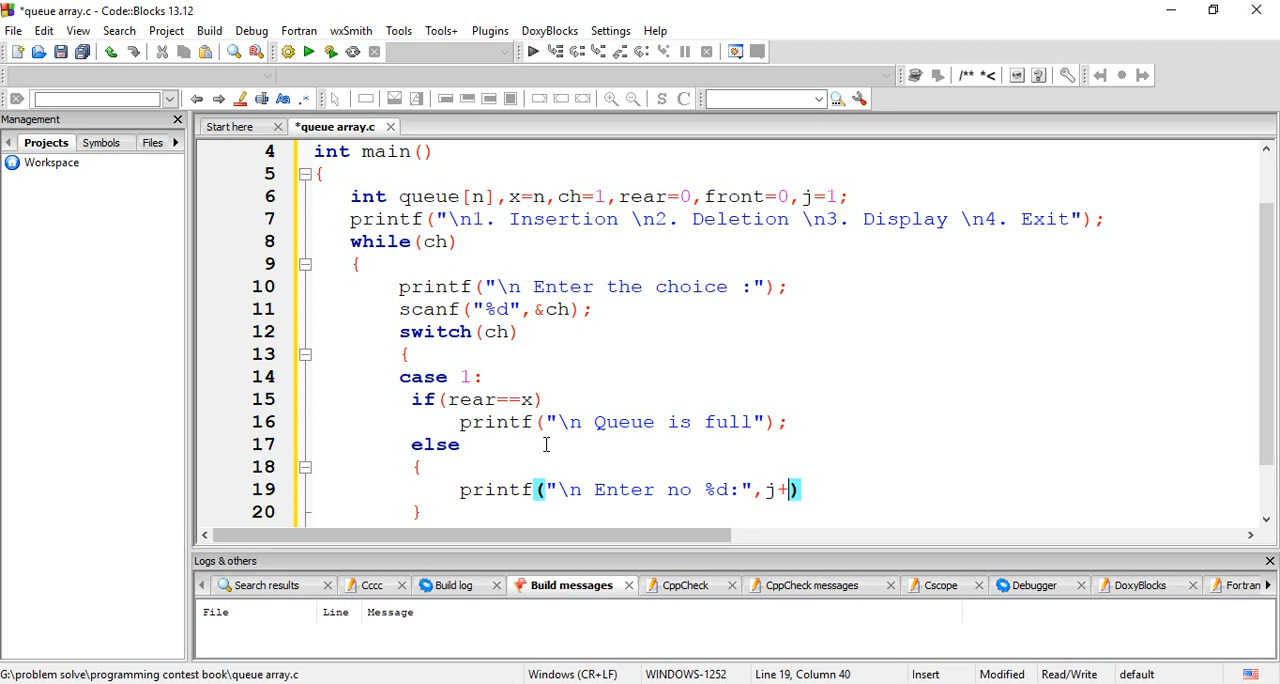 *queue array.c - Code::Blocks 13.12
File Edit View Search Project Build Debug Fortran wxSmith Tools Tools+ Plugins DoxyBlocks Settings Help
/** *<
S C
Management
Start here *queue array.c
Projects Symbols Files
Workspace
4 int main()
5 {
6 int queue[n],x=n,ch=1,rear=0,front=0,j=1;
7 printf("\n1. Insertion \n2. Deletion \n3. Display \n4. Exit");
8 while(ch)
9 {
10 printf("\n Enter the choice :");
11 scanf("%d",&ch);
12 switch(ch)
13 {
14 case 1:
15 if(rear==x)
16 printf("\n Queue is full");
17 else
18 {
19 printf("\n Enter no %d:",j+)
20 }
Logs & others
Search results Cccc Build log Build messages CppCheck CppCheck messages Cscope Debugger DoxyBlocks Fortran
File Line Message
G:\problem solve\programming contest book\queue array.c Windows (CR+LF) WINDOWS-1252 Line 19, Column 40 Insert Modified Read/Write default